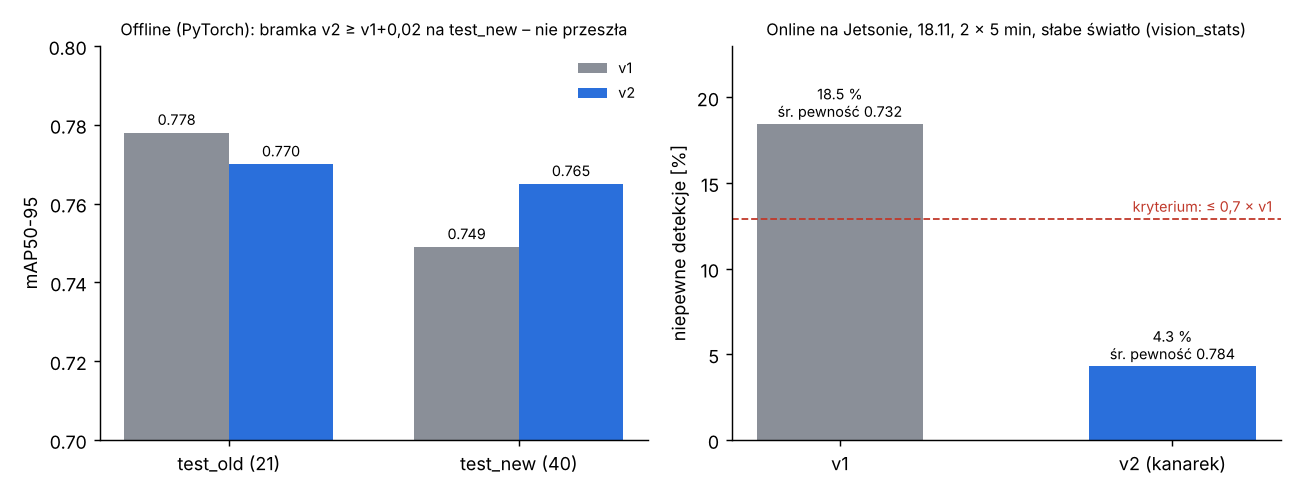 Offline (PyTorch): bramka v2 ≥ v1+0,02 na test_new – nie przeszła
mAP50–95
0.80
0.78
0.76
0.74
0.72
0.70
v1
v2
0.778
0.770
0.749
0.765
test_old (21)
test_new (40)
Online na Jetsonie, 18.11, 2 × 5 min, słabe światło (vision_stats)
niepewne detekcje [%]
20
15
10
5
0
18.5 %
śr. pewność 0.732
kryterium: ≤ 0,7 × v1
4.3 %
śr. pewność 0.784
v1
v2 (kanarek)